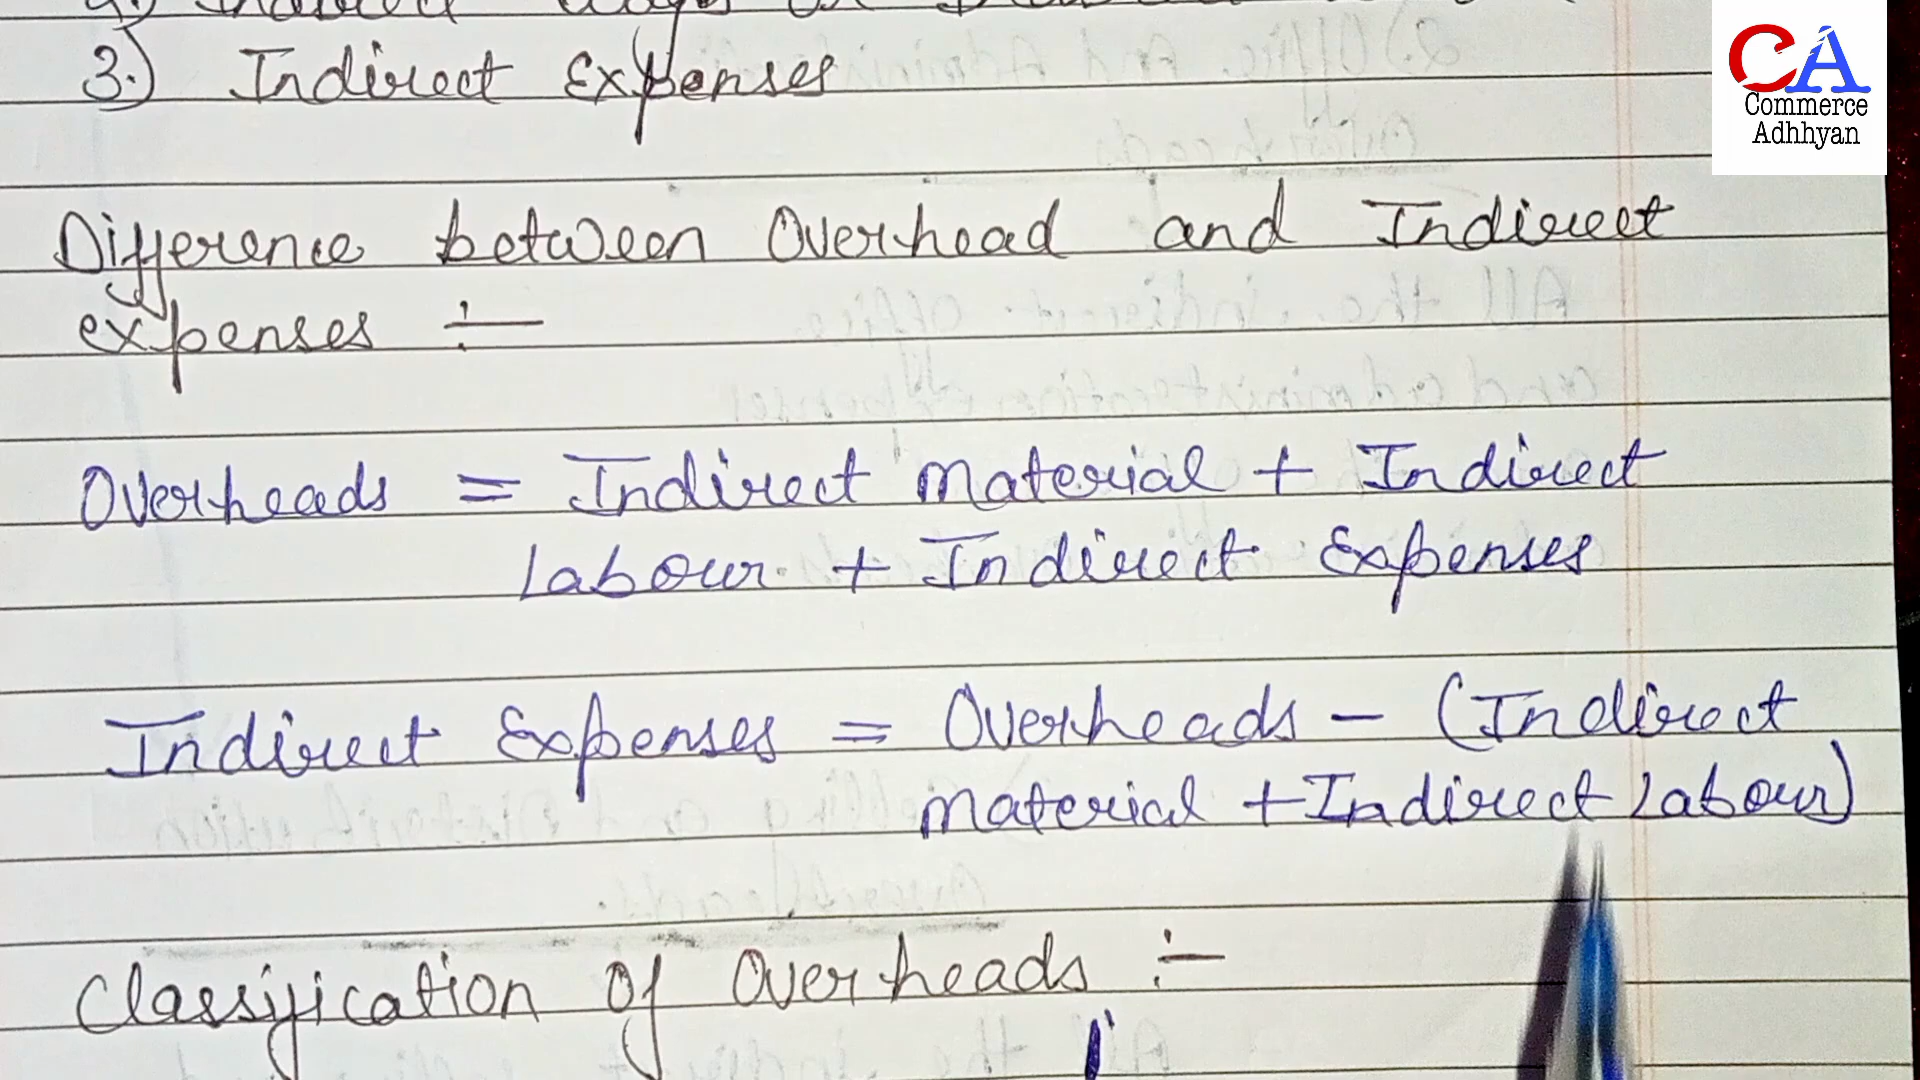 3.) Indirect Expenses
CA
Commerce
Adhhyan
Difference between Overhead and Indirect
expenses ÷
Overheads = Indirect Material + Indirect
Labour + Indirect Expenses
Indirect Expenses = Overheads - (Indirect
Material + Indirect Labour)
Classification Of Overheads ÷